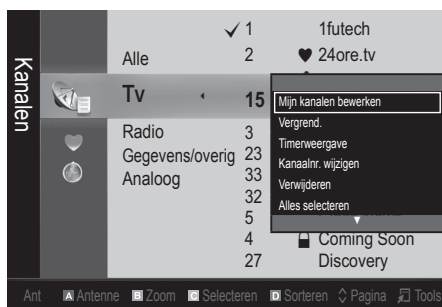 Kanalen
✓ 1 1futech
Alle 2 ♥ 24ore.tv
Tv ◂ 15
Radio 3
Gegevens/overig 23
Analoog 33
32
5
4 Coming Soon
27 Discovery
Mijn kanalen bewerken
Vergrend.
Timerweergave
Kanaalnr. wijzigen
Verwijderen
Alles selecteren
▼
Ant A Antenne B Zoom C Selecteren D Sorteren Pagina Tools